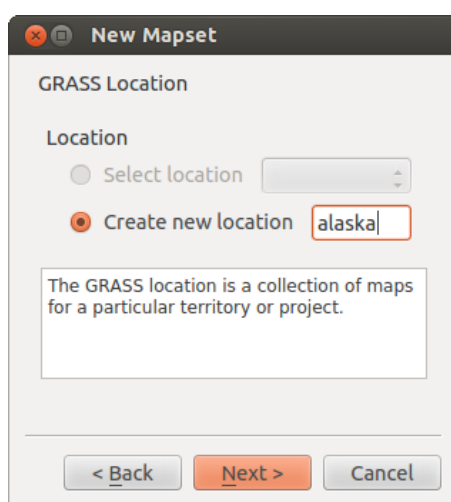 New Mapset
GRASS Location
Location
Select location
Create new location alaska
The GRASS location is a collection of maps
for a particular territory or project.
< Back Next > Cancel